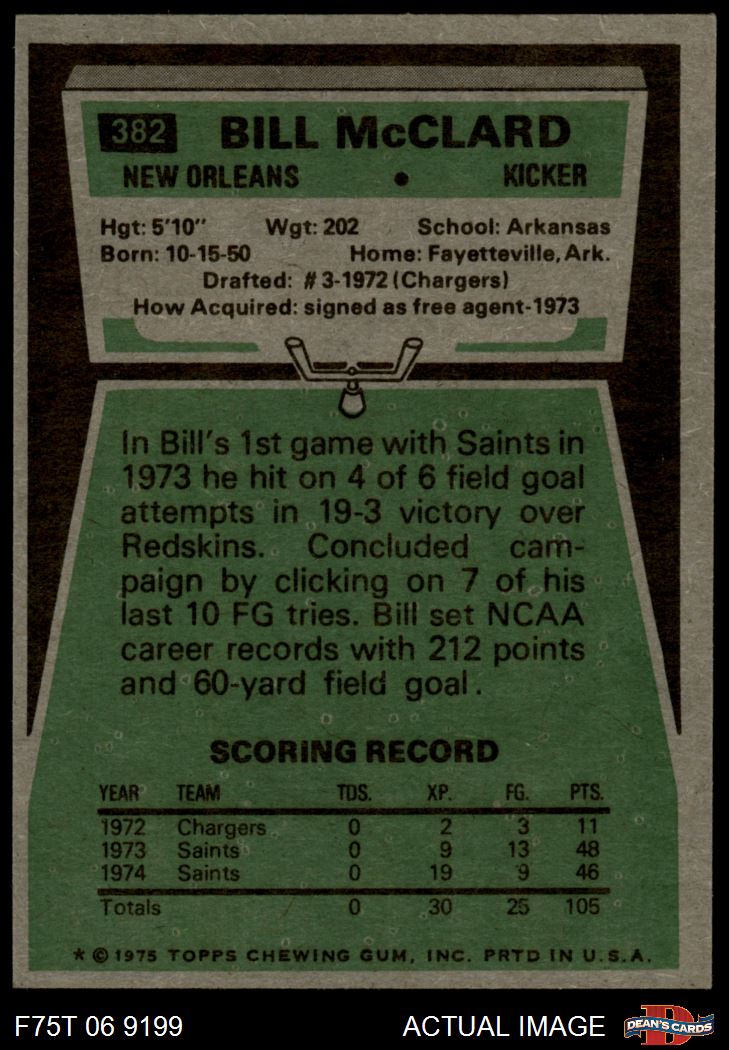 382 BILL McCLARD
NEW ORLEANS • KICKER
Hgt: 5'10" Wgt: 202 School: Arkansas
Born: 10-15-50 Home: Fayetteville, Ark.
Drafted: #3-1972 (Chargers)
How Acquired: signed as free agent-1973
In Bill's 1st game with Saints in
1973 he hit on 4 of 6 field goal
attempts in 19-3 victory over
Redskins. Concluded cam-
paign by clicking on 7 of his
last 10 FG tries. Bill set NCAA
career records with 212 points
and 60-yard field goal.
SCORING RECORD
YEAR TEAM TDS. XP. FG. PTS.
1972 Chargers 0 2 3 11
1973 Saints 0 9 13 48
1974 Saints 0 19 9 46
Totals 0 30 25 105
* © 1975 TOPPS CHEWING GUM, INC. PRTD IN U.S.A.
F75T 06 9199 ACTUAL IMAGE D DEAN'S CARDS